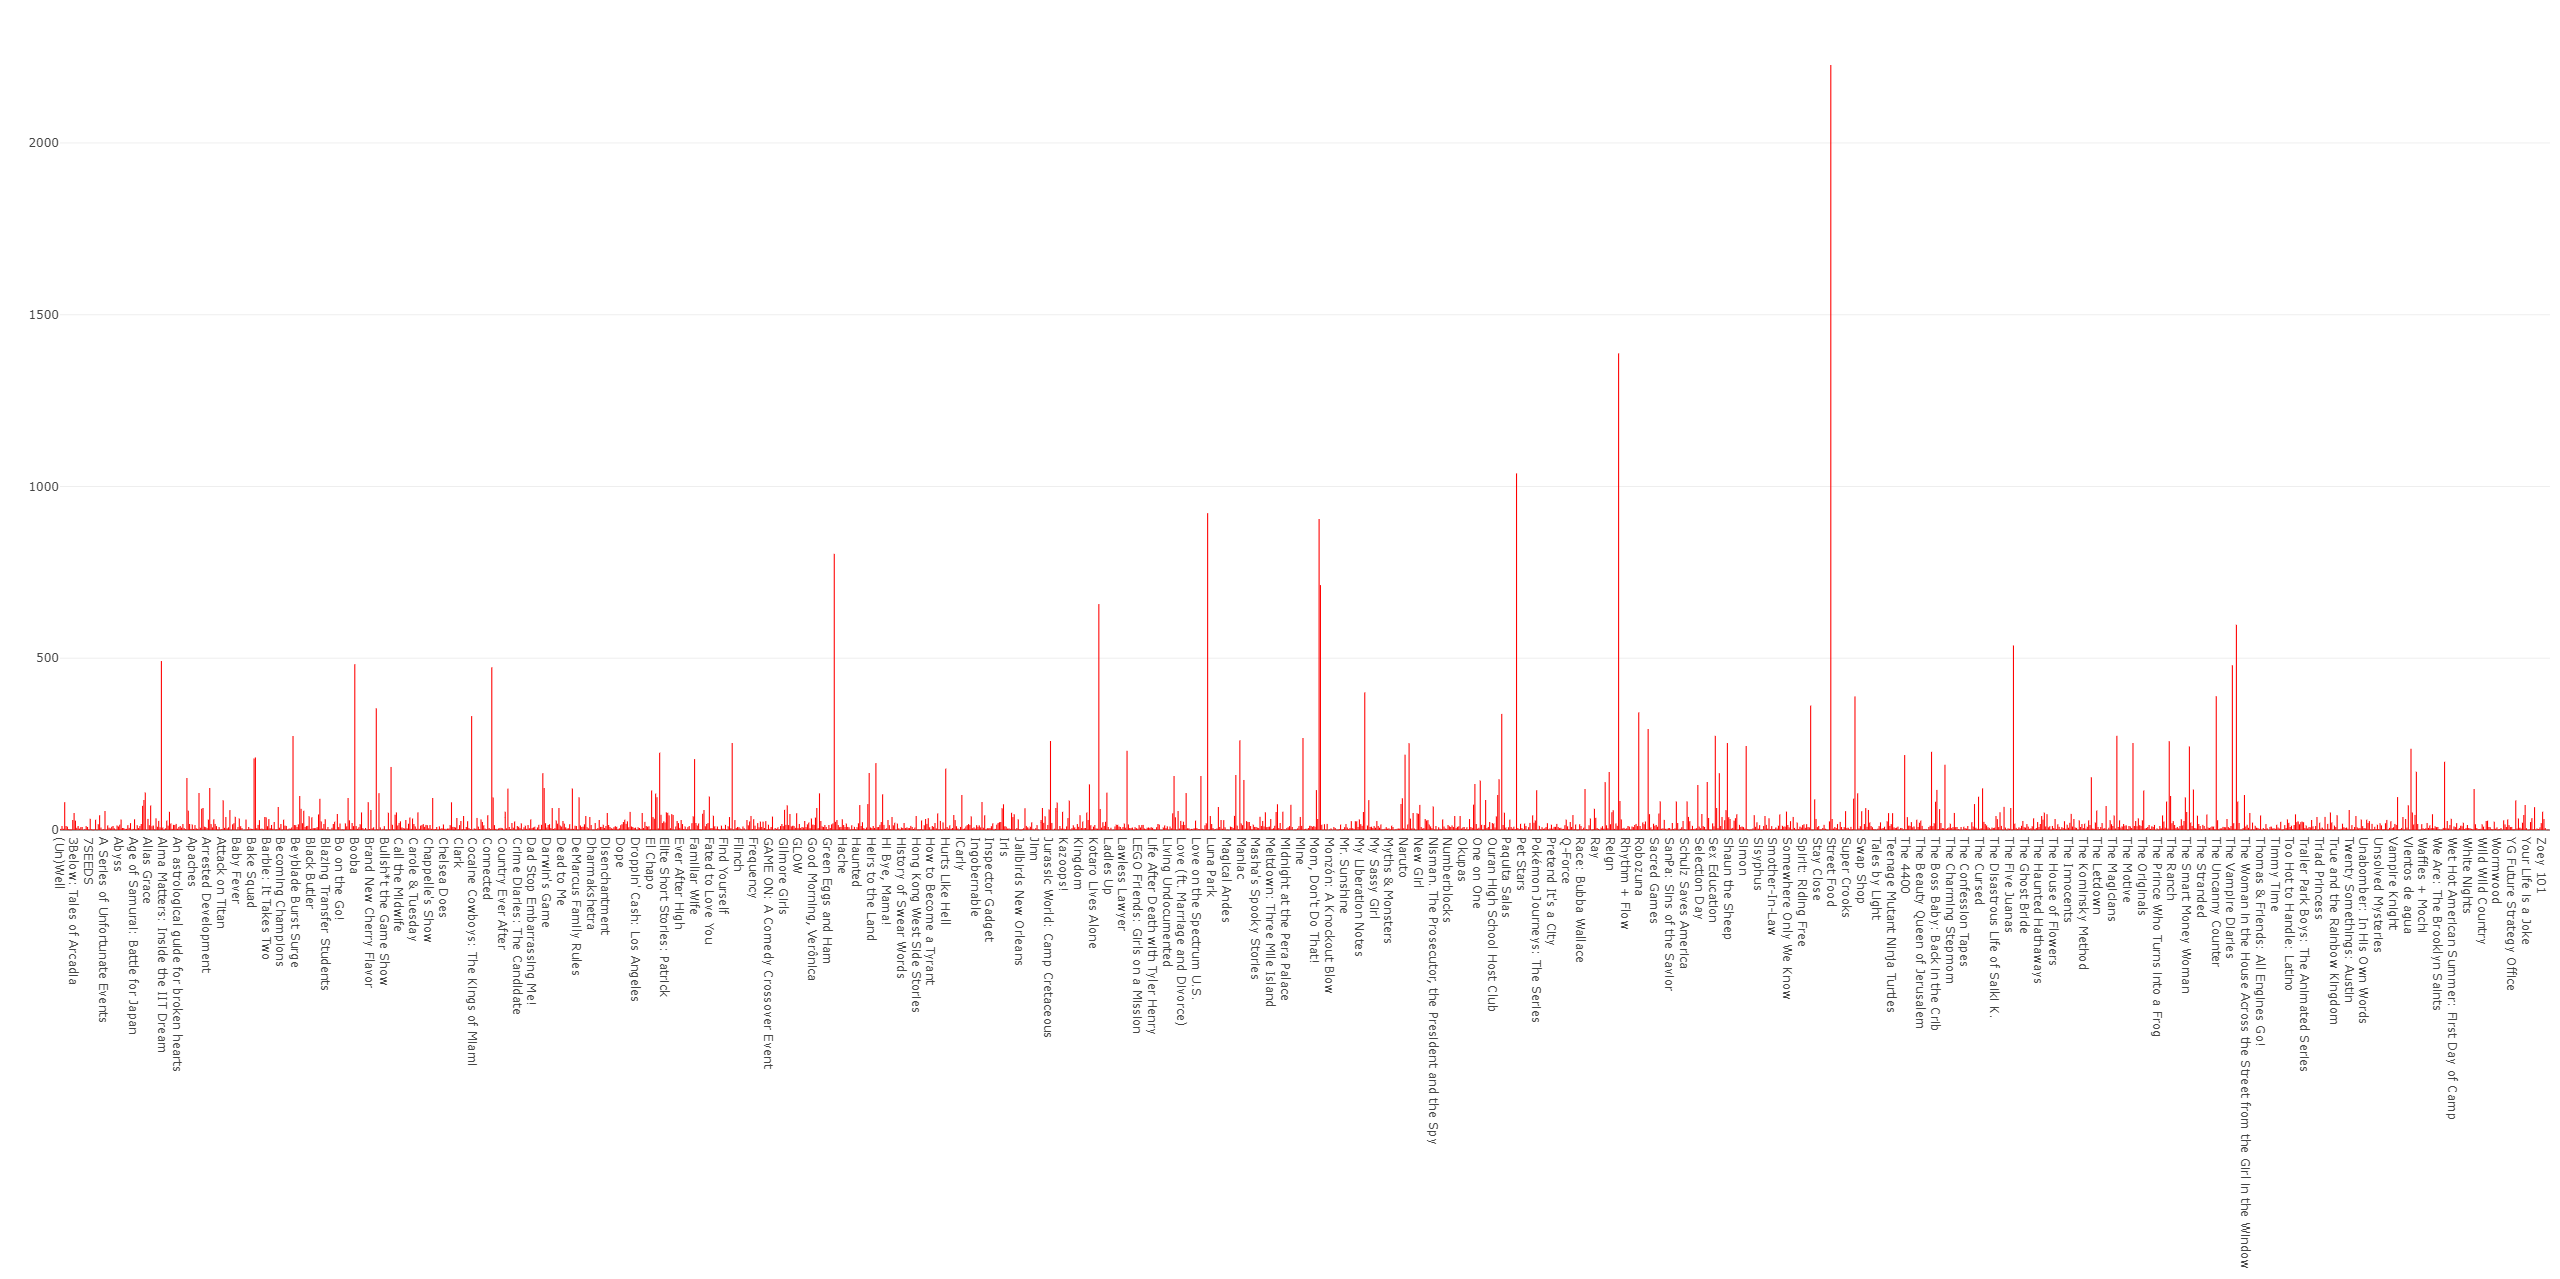 2000
1500
1000
500
0
(Un)Well
3Below: Tales of Arcadia
7SEEDS
A Series of Unfortunate Events
Abyss
Age of Samurai: Battle for Japan
Alias Grace
Alma Matters: Inside the IIT Dream
An astrological guide for broken hearts
Apaches
Arrested Development
Attack on Titan
Baby Fever
Bake Squad
Barbie: It Takes Two
Becoming Champions
Beyblade Burst Surge
Black Butler
Blazing Transfer Students
Bo on the Go!
Booba
Brand New Cherry Flavor
Bullsh*t the Game Show
Call the Midwife
Carole & Tuesday
Chappelle's Show
Chelsea Does
Clark
Cocaine Cowboys: The Kings of Miami
Connected
Country Ever After
Crime Diaries: The Candidate
Dad Stop Embarrassing Me!
Darwin's Game
Dead to Me
DeMarcus Family Rules
Dharmakshetra
Disenchantment
Dope
Droppin' Cash: Los Angeles
El Chapo
Elite Short Stories: Patrick
Ever After High
Familiar Wife
Fated to Love You
Find Yourself
Flinch
Frequency
GAME ON: A Comedy Crossover Event
Gilmore Girls
GLOW
Good Morning, Verônica
Green Eggs and Ham
Hache
Haunted
Heirs to the Land
Hi Bye, Mama!
History of Swear Words
Hong Kong West Side Stories
How to Become a Tyrant
Hurts Like Hell
iCarly
Ingobernable
Inspector Gadget
Iris
Jailbirds New Orleans
Jinn
Jurassic World: Camp Cretaceous
Kazoops!
Kingdom
Kotaro Lives Alone
Ladies Up
Lawless Lawyer
LEGO Friends: Girls on a Mission
Life After Death with Tyler Henry
Living Undocumented
Love (ft. Marriage and Divorce)
Love on the Spectrum U.S.
Luna Park
Magical Andes
Maniac
Masha's Spooky Stories
Meltdown: Three Mile Island
Midnight at the Pera Palace
Mine
Mom, Don't Do That!
Monzón: A Knockout Blow
Mr. Sunshine
My Liberation Notes
My Sassy Girl
Myths & Monsters
Naruto
New Girl
Nisman. The Prosecutor, the President and the Spy
Numberblocks
Okupas
One on One
Ouran High School Host Club
Paquita Salas
Pet Stars
Pokémon Journeys: The Series
Pretend It's a City
Q-Force
Race: Bubba Wallace
Ray
Reign
Rhythm + Flow
Robozuna
Sacred Games
SanPa: Sins of the Savior
Schulz Saves America
Selection Day
Sex Education
Shaun the Sheep
Simon
Sisyphus
Smother-in-Law
Somewhere Only We Know
Spirit: Riding Free
Stay Close
Street Food
Super Crooks
Swap Shop
Tales by Light
Teenage Mutant Ninja Turtles
The 4400
The Beauty Queen of Jerusalem
The Boss Baby: Back in the Crib
The Charming Stepmom
The Confession Tapes
The Cursed
The Disastrous Life of Saiki K.
The Five Juanas
The Ghost Bride
The Haunted Hathaways
The House of Flowers
The Innocents
The Kominsky Method
The Letdown
The Magicians
The Motive
The Originals
The Prince Who Turns into a Frog
The Ranch
The Smart Money Woman
The Stranded
The Uncanny Counter
The Vampire Diaries
The Woman in the House Across the Street from the Girl in the Window
Thomas & Friends: All Engines Go!
Timmy Time
Too Hot to Handle: Latino
Trailer Park Boys: The Animated Series
Triad Princess
True and the Rainbow Kingdom
Twenty Somethings: Austin
Unabomber: In His Own Words
Unsolved Mysteries
Vampire Knight
Vientos de agua
Waffles + Mochi
We Are: The Brooklyn Saints
Wet Hot American Summer: First Day of Camp
White Nights
Wild Wild Country
Wormwood
YG Future Strategy Office
Your Life Is a Joke
Zoey 101